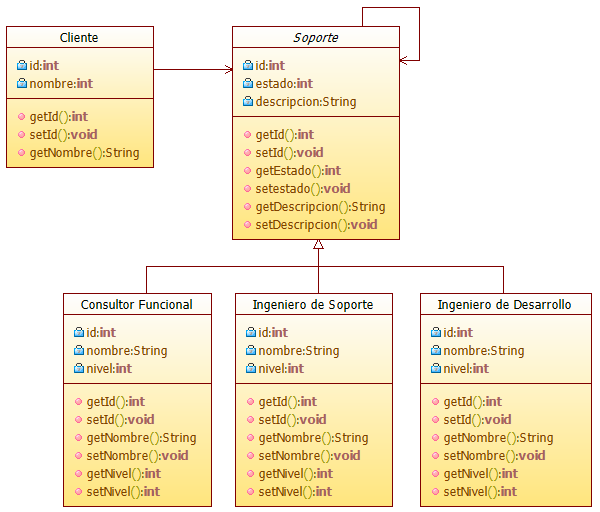 Cliente
id:int
nombre:int
getId():int
setId():void
getNombre():String
Soporte
id:int
estado:int
descripcion:String
getId():int
setId():void
getEstado():int
setestado():void
getDescripcion():String
setDescripcion():void
Consultor Funcional
id:int
nombre:String
nivel:int
getId():int
setId():void
getNombre():String
setNombre():void
getNivel():int
setNivel():int
Ingeniero de Soporte
id:int
nombre:String
nivel:int
getId():int
setId():void
getNombre():String
setNombre():void
getNivel():int
setNivel():int
Ingeniero de Desarrollo
id:int
nombre:String
nivel:int
getId():int
setId():void
getNombre():String
setNombre():void
getNivel():int
setNivel():int